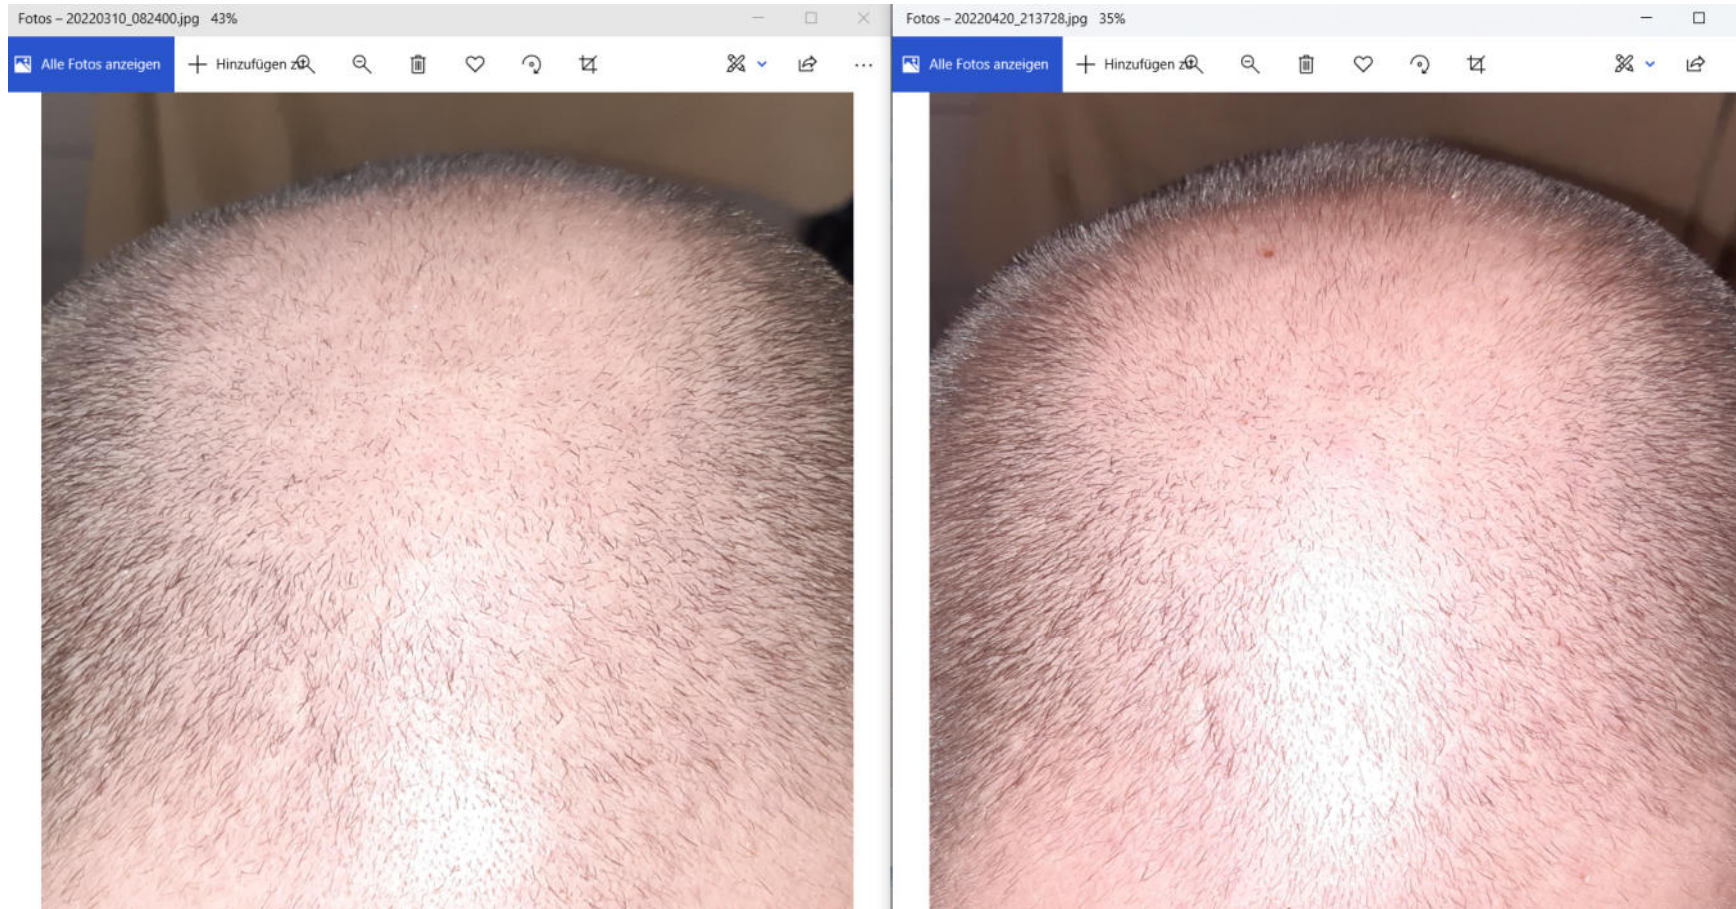 Fotos – 20220310_082400.jpg 43%
Alle Fotos anzeigen Hinzufügen zu
Fotos – 20220420_213728.jpg 35%
Alle Fotos anzeigen Hinzufügen zu